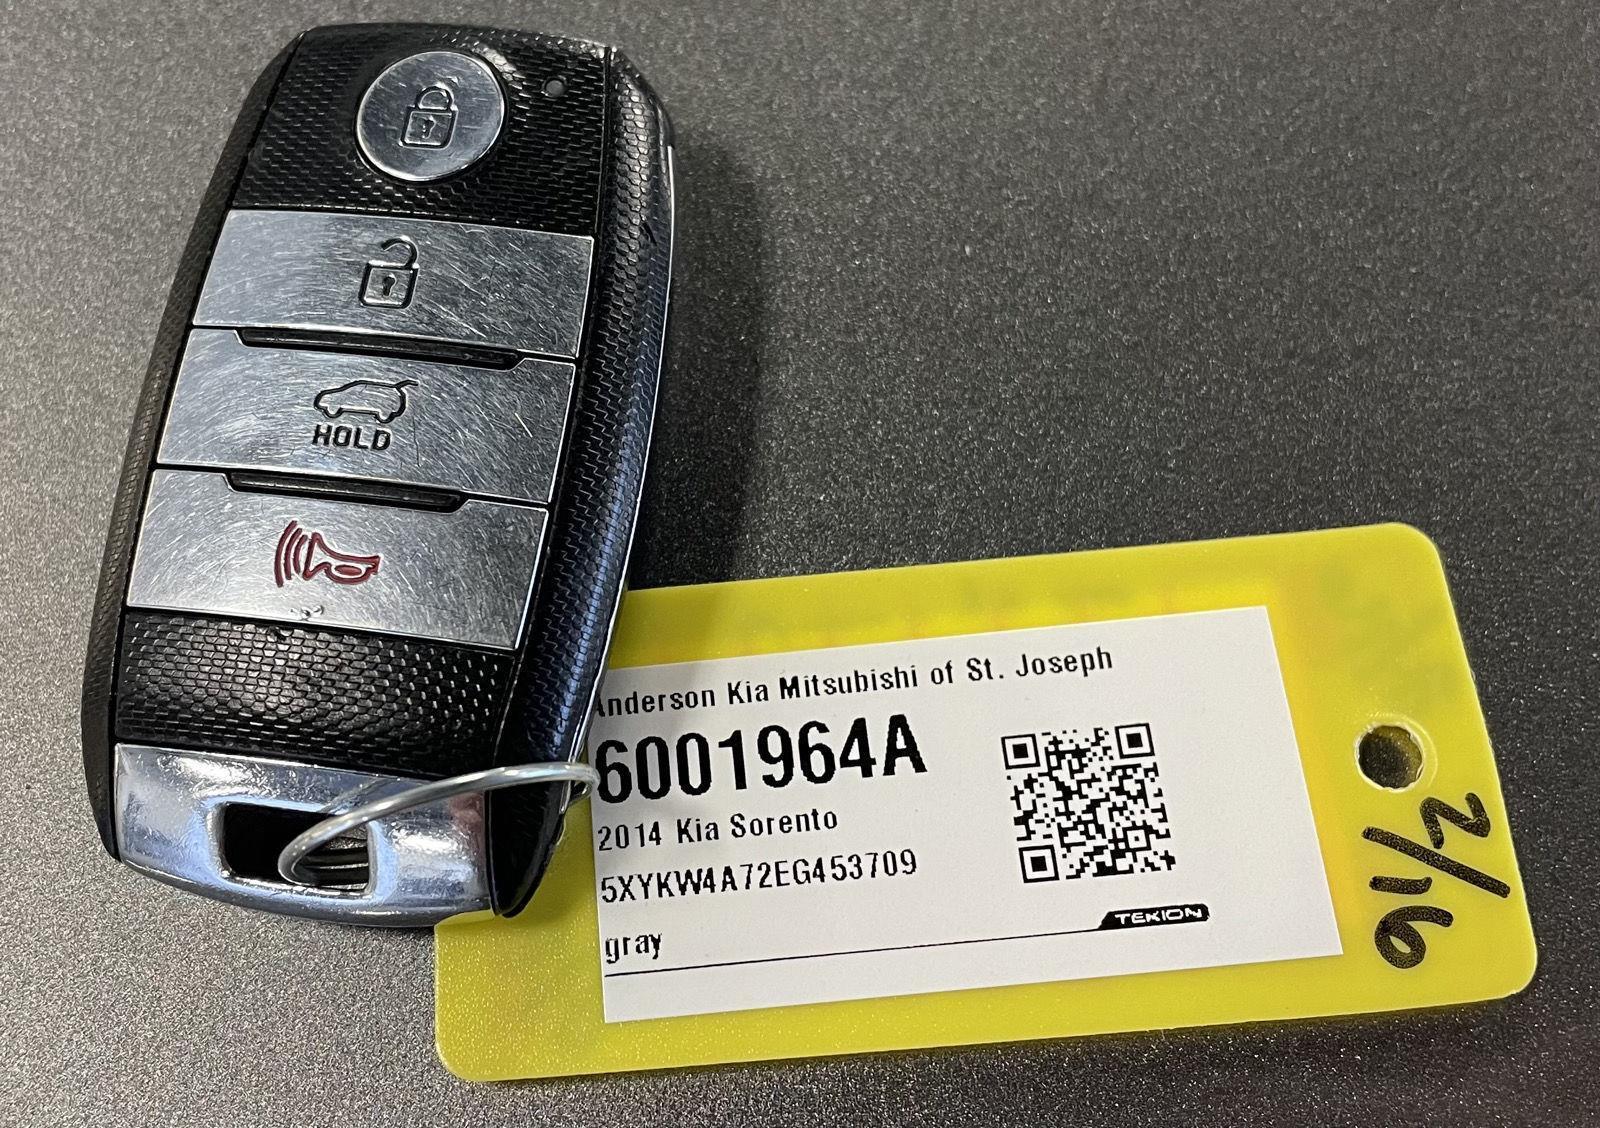 HOLD
Anderson Kia Mitsubishi of St. Joseph
6001964A
2014 Kia Sorento
5XYKW4A72EG453709
gray
TEKION
2/16